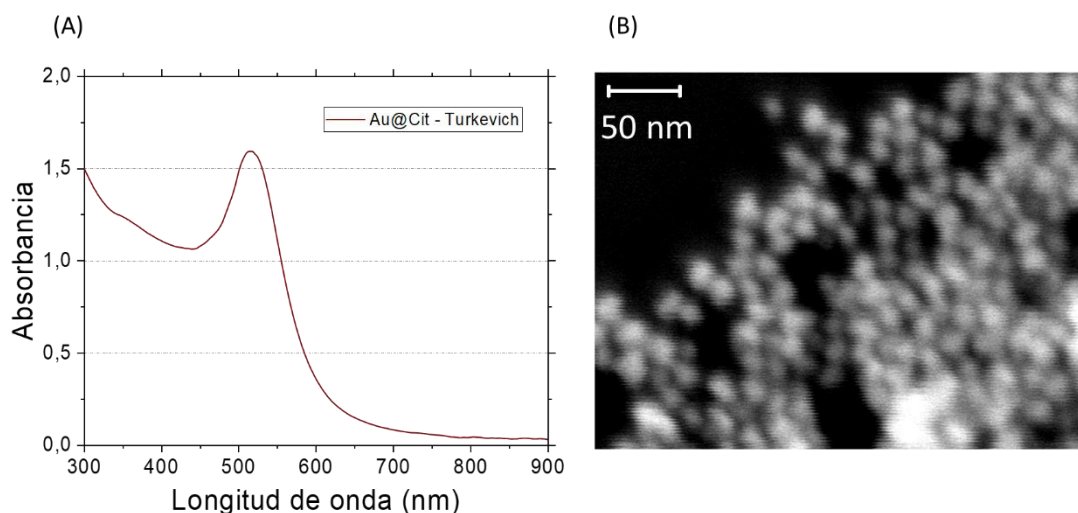 (A)
(B)
2,0
1,5
1,0
0,5
0,0
Absorbancia
Au@Cit - Turkevich
300
400
500
600
700
800
900
Longitud de onda (nm)
50 nm